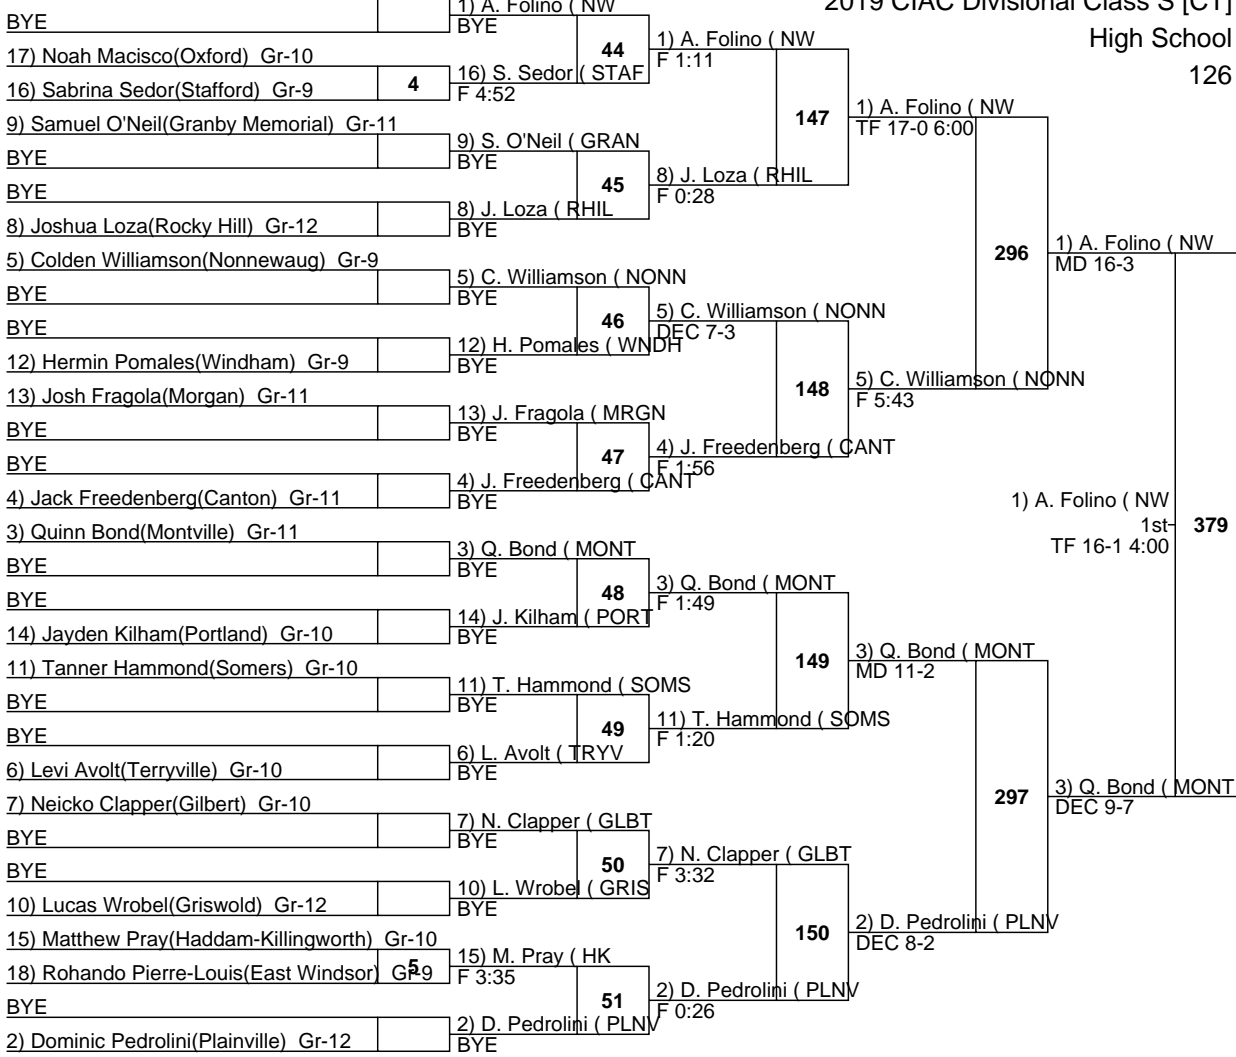 2019 CIAC Divisional Class S [CT]
High School
126
BYE
17) Noah Macisco(Oxford) Gr-10
16) Sabrina Sedor(Stafford) Gr-9
9) Samuel O'Neil(Granby Memorial) Gr-11
BYE
BYE
8) Joshua Loza(Rocky Hill) Gr-12
5) Colden Williamson(Nonnewaug) Gr-9
BYE
BYE
12) Hermin Pomales(Windham) Gr-9
13) Josh Fragola(Morgan) Gr-11
BYE
BYE
4) Jack Freedenberg(Canton) Gr-11
3) Quinn Bond(Montville) Gr-11
BYE
BYE
14) Jayden Kilham(Portland) Gr-10
11) Tanner Hammond(Somers) Gr-10
BYE
BYE
6) Levi Avolt(Terryville) Gr-10
7) Neicko Clapper(Gilbert) Gr-10
BYE
BYE
10) Lucas Wrobel(Griswold) Gr-12
15) Matthew Pray(Haddam-Killingworth) Gr-10
18) Rohando Pierre-Louis(East Windsor) Gr-9
BYE
2) Dominic Pedrolini(Plainville) Gr-12
4
5
1) A. Folino ( NW
BYE
16) S. Sedor ( STAF
F 4:52
9) S. O'Neil ( GRAN
BYE
8) J. Loza ( RHIL
BYE
5) C. Williamson ( NONN
BYE
12) H. Pomales ( WNDH
BYE
13) J. Fragola ( MRGN
BYE
4) J. Freedenberg ( CANT
BYE
3) Q. Bond ( MONT
BYE
14) J. Kilham ( PORT
BYE
11) T. Hammond ( SOMS
BYE
6) L. Avolt ( TRYV
BYE
7) N. Clapper ( GLBT
BYE
10) L. Wrobel ( GRIS
BYE
15) M. Pray ( HK
F 3:35
2) D. Pedrolini ( PLNV
BYE
44
45
46
47
48
49
50
51
1) A. Folino ( NW
F 1:11
8) J. Loza ( RHIL
F 0:28
5) C. Williamson ( NONN
DEC 7-3
4) J. Freedenberg ( CANT
F 1:56
3) Q. Bond ( MONT
F 1:49
11) T. Hammond ( SOMS
F 1:20
7) N. Clapper ( GLBT
F 3:32
2) D. Pedrolini ( PLNV
F 0:26
147
148
149
150
1) A. Folino ( NW
TF 17-0 6:00
5) C. Williamson ( NONN
F 5:43
3) Q. Bond ( MONT
MD 11-2
2) D. Pedrolini ( PLNV
DEC 8-2
296
297
1) A. Folino ( NW
MD 16-3
3) Q. Bond ( MONT
DEC 9-7
1) A. Folino ( NW
1st
TF 16-1 4:00
379